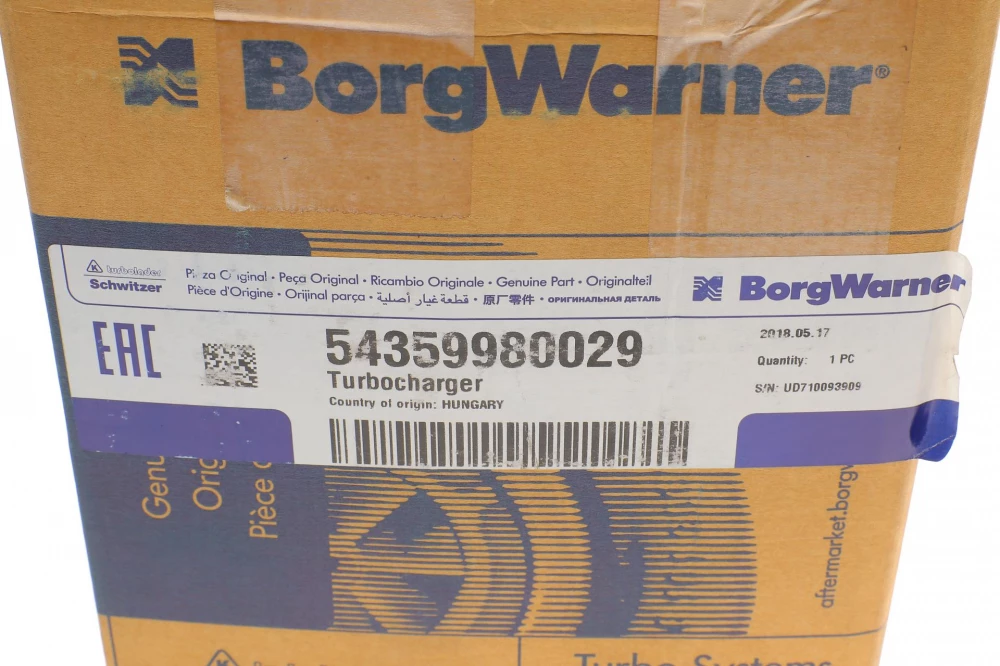 BorgWarner®
K turbolader
Schwitzer
Pieza Original • Peça Original • Ricambio Originale • Genuine Part • Originalteil
Pièce d'Origine • Orijinal parça • قطعة غيار أصلية • 原厂零件 • ОРИГИНАЛЬНАЯ ДЕТАЛЬ
BorgWarner
EAC
54359980029
Turbocharger
Country of origin: HUNGARY
2018.05.17
Quantity: 1 PC
S/N: UD710093909
Genu
Orig
Pièce
aftermarket.borgw
Turbo Systems